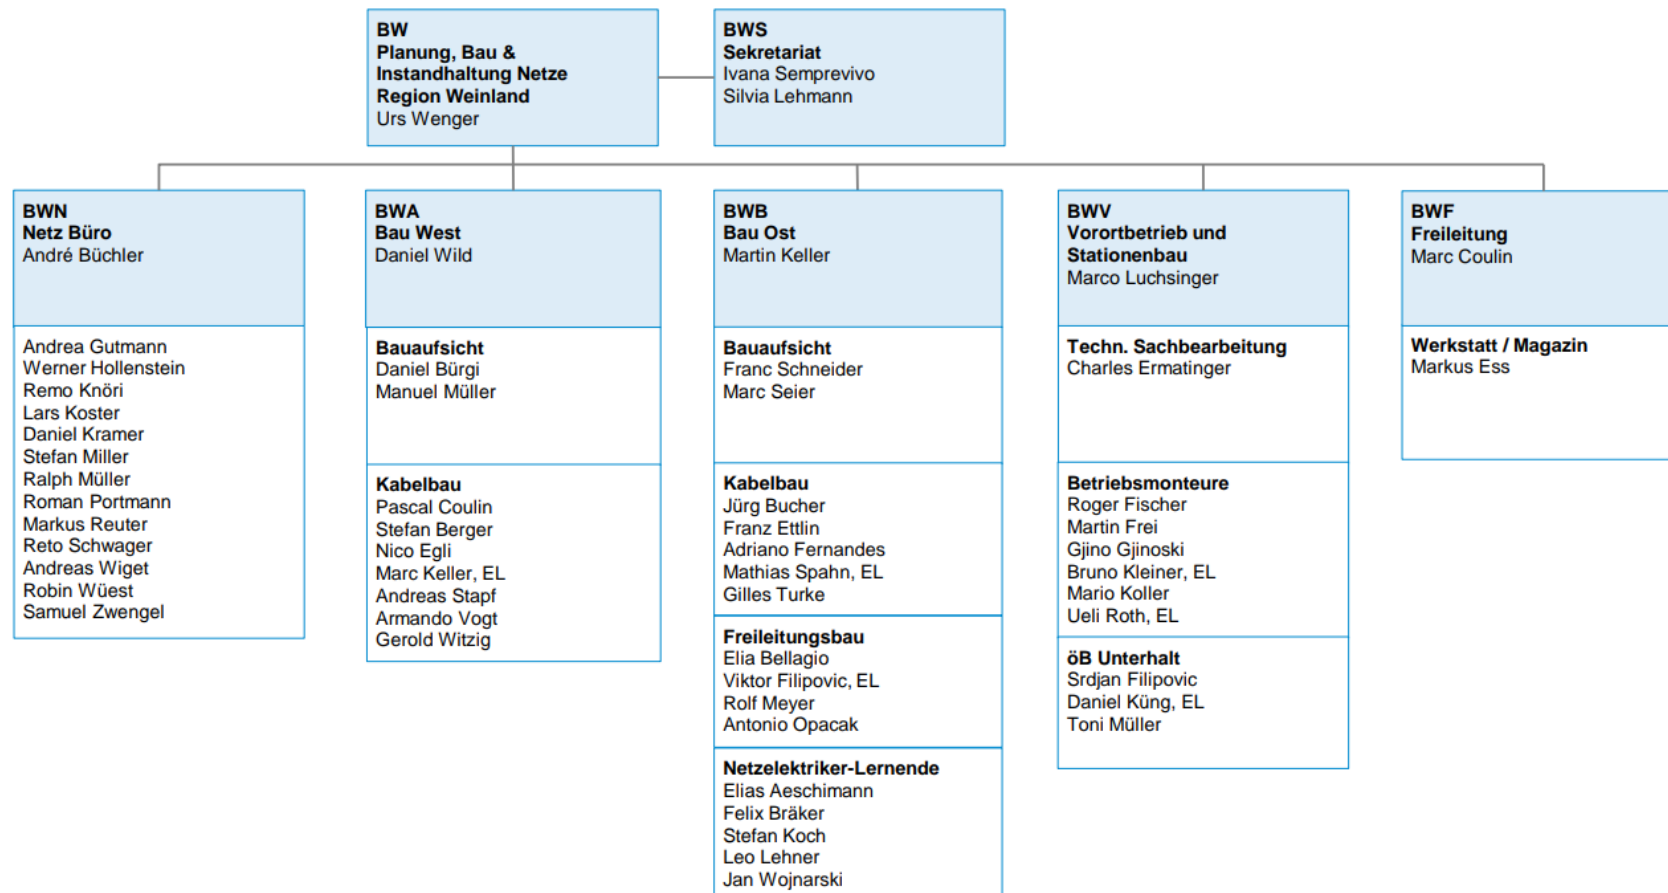 BW
Planung, Bau &
Instandhaltung Netze
Region Weinland
Urs Wenger
BWS
Sekretariat
Ivana Semprevivo
Silvia Lehmann
BWN
Netz Büro
André Büchler
Andrea Gutmann
Werner Hollenstein
Remo Knöri
Lars Koster
Daniel Kramer
Stefan Miller
Ralph Müller
Roman Portmann
Markus Reuter
Reto Schwager
Andreas Wiget
Robin Wüest
Samuel Zwengel
BWA
Bau West
Daniel Wild
Bauaufsicht
Daniel Bürgi
Manuel Müller
Kabelbau
Pascal Coulin
Stefan Berger
Nico Egli
Marc Keller, EL
Andreas Stapf
Armando Vogt
Gerold Witzig
BWB
Bau Ost
Martin Keller
Bauaufsicht
Franc Schneider
Marc Seier
Kabelbau
Jürg Bucher
Franz Ettlin
Adriano Fernandes
Mathias Spahn, EL
Gilles Turke
Freileitungsbau
Elia Bellagio
Viktor Filipovic, EL
Rolf Meyer
Antonio Opacak
Netzelektriker-Lernende
Elias Aeschimann
Felix Bräker
Stefan Koch
Leo Lehner
Jan Wojnarski
BWV
Vorortbetrieb und
Stationenbau
Marco Luchsinger
Techn. Sachbearbeitung
Charles Ermatinger
Betriebsmonteure
Roger Fischer
Martin Frei
Gjino Gjinoski
Bruno Kleiner, EL
Mario Koller
Ueli Roth, EL
öB Unterhalt
Srdjan Filipovic
Daniel Küng, EL
Toni Müller
BWF
Freileitung
Marc Coulin
Werkstatt / Magazin
Markus Ess